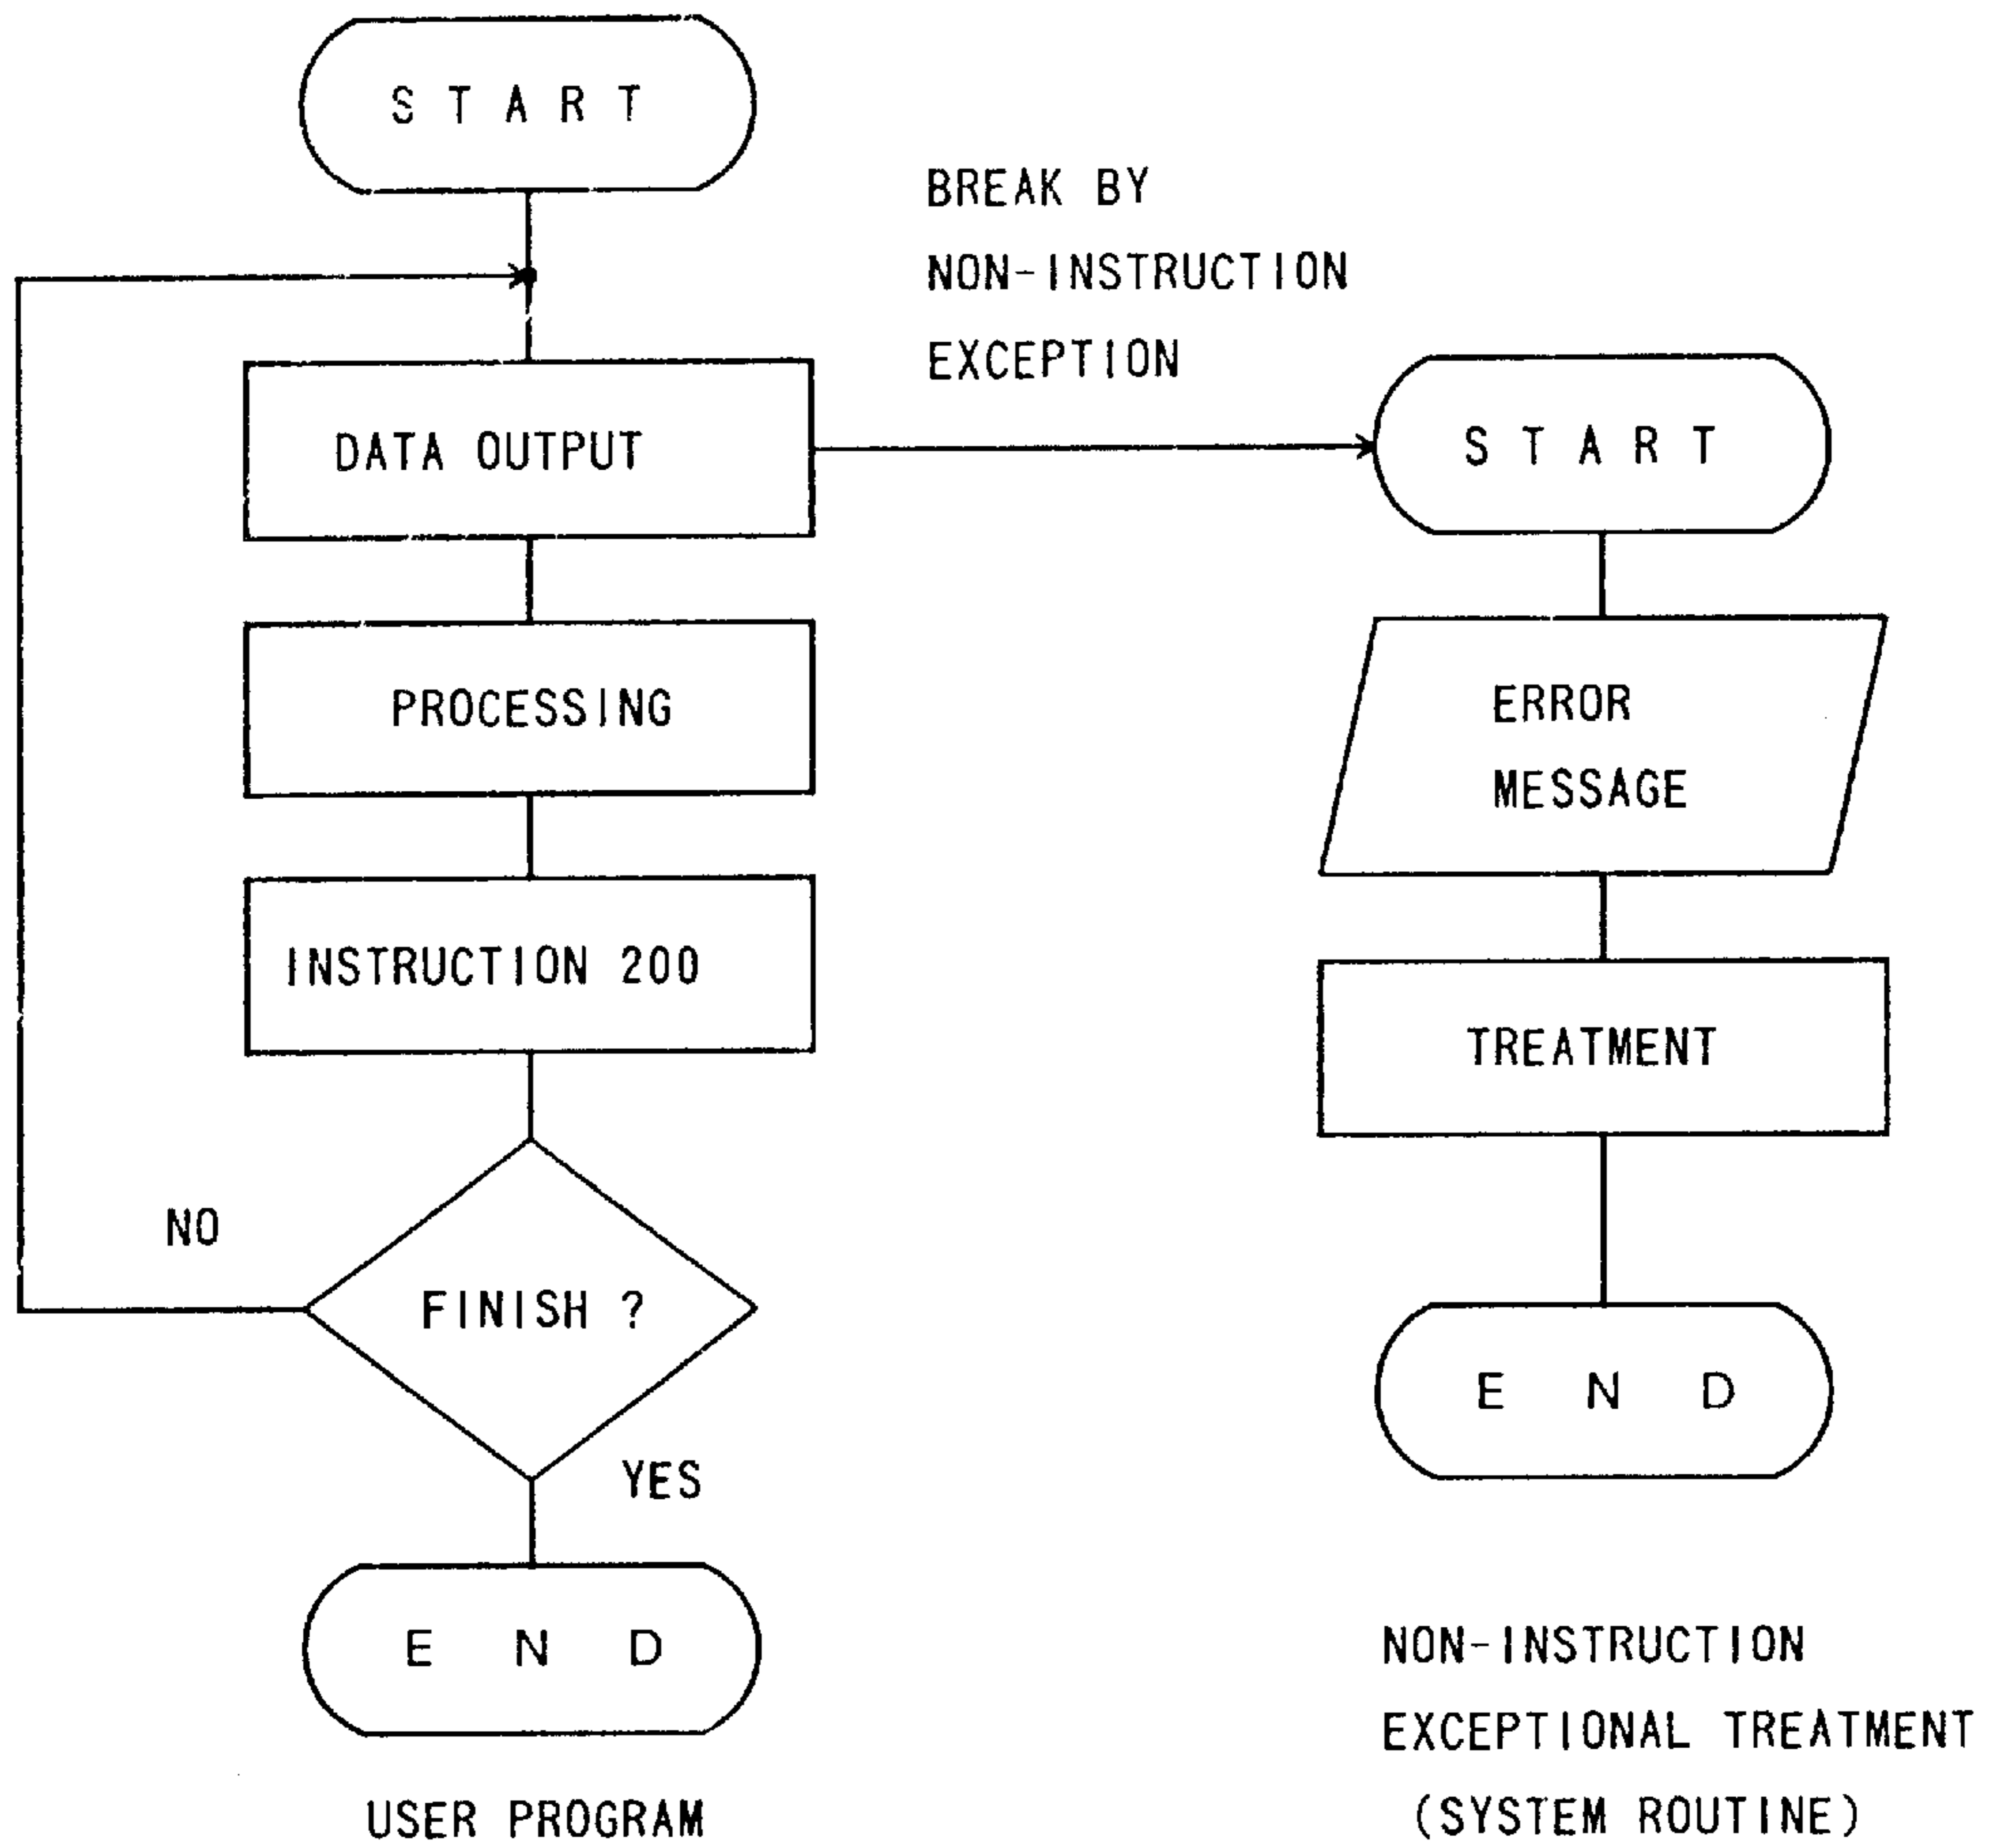 START
BREAK BY
NON-INSTRUCTION
EXCEPTION
DATA OUTPUT
START
PROCESSING
ERROR
MESSAGE
INSTRUCTION 200
TREATMENT
NO
FINISH ?
YES
END
END
USER PROGRAM
NON-INSTRUCTION
EXCEPTIONAL TREATMENT
(SYSTEM ROUTINE)